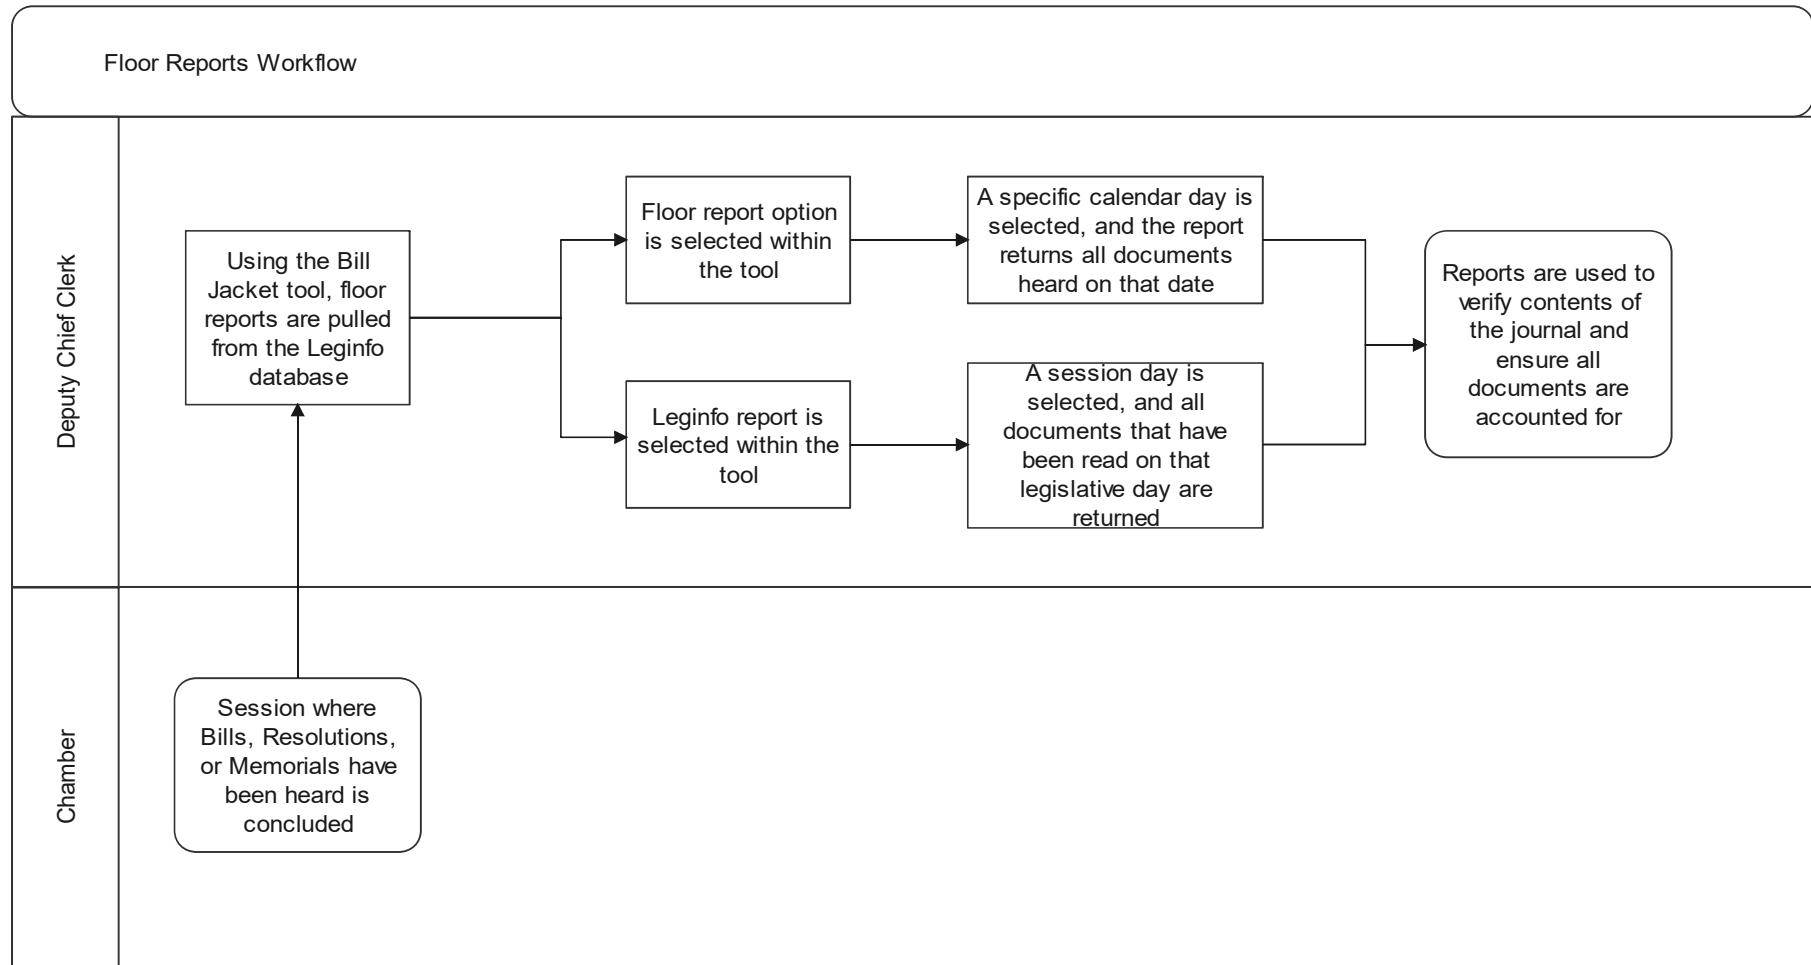 Floor Reports Workflow
Deputy Chief Clerk
Using the Bill
Jacket tool, floor
reports are pulled
from the Leginfo
database
Floor report option
is selected within
the tool
A specific calendar day is
selected, and the report
returns all documents
heard on that date
Leginfo report is
selected within the
tool
A session day is
selected, and all
documents that have
been read on that
legislative day are
returned
Reports are used to
verify contents of
the journal and
ensure all
documents are
accounted for
Chamber
Session where
Bills, Resolutions,
or Memorials have
been heard is
concluded